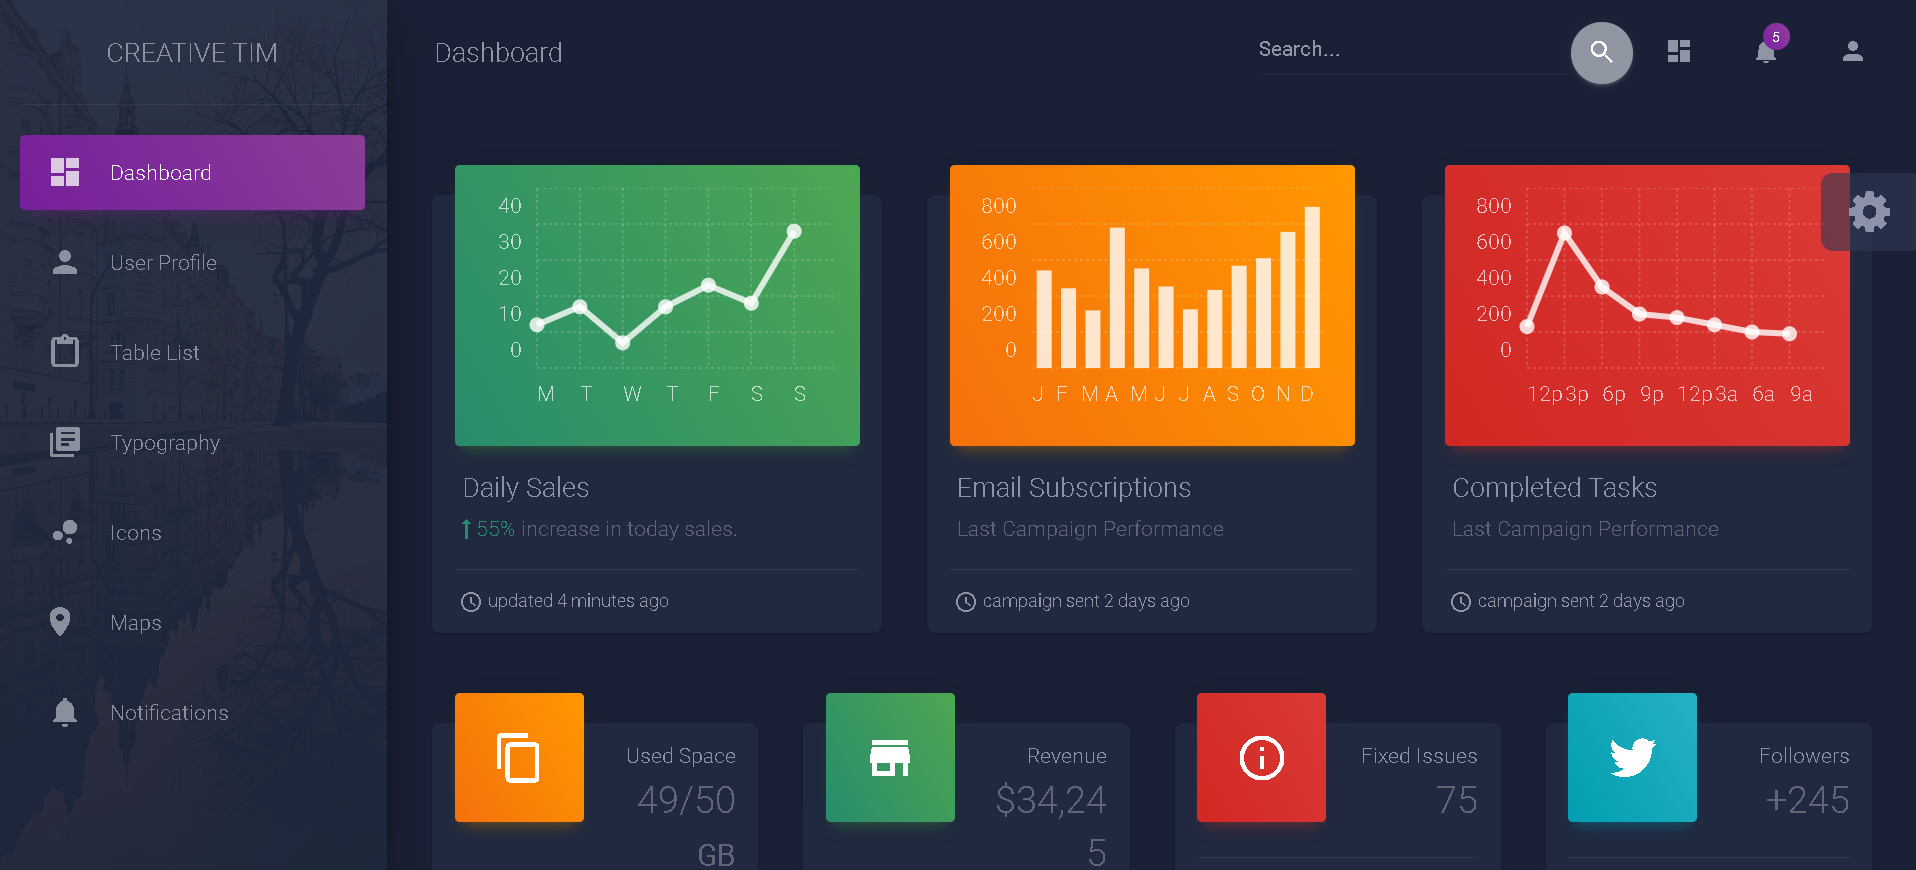 CREATIVE TIM
Dashboard
User Profile
Table List
Typography
Icons
Maps
Notifications
Dashboard
Search...
5
40
30
20
10
0
M T W T F S S
Daily Sales
55% increase in today sales.
updated 4 minutes ago
800
600
400
200
0
J F M A M J J A S O N D
Email Subscriptions
Last Campaign Performance
campaign sent 2 days ago
800
600
400
200
0
12p 3p 6p 9p 12p 3a 6a 9a
Completed Tasks
Last Campaign Performance
campaign sent 2 days ago
Used Space
49/50
GB
Revenue
$34,24
5
Fixed Issues
75
Followers
+245